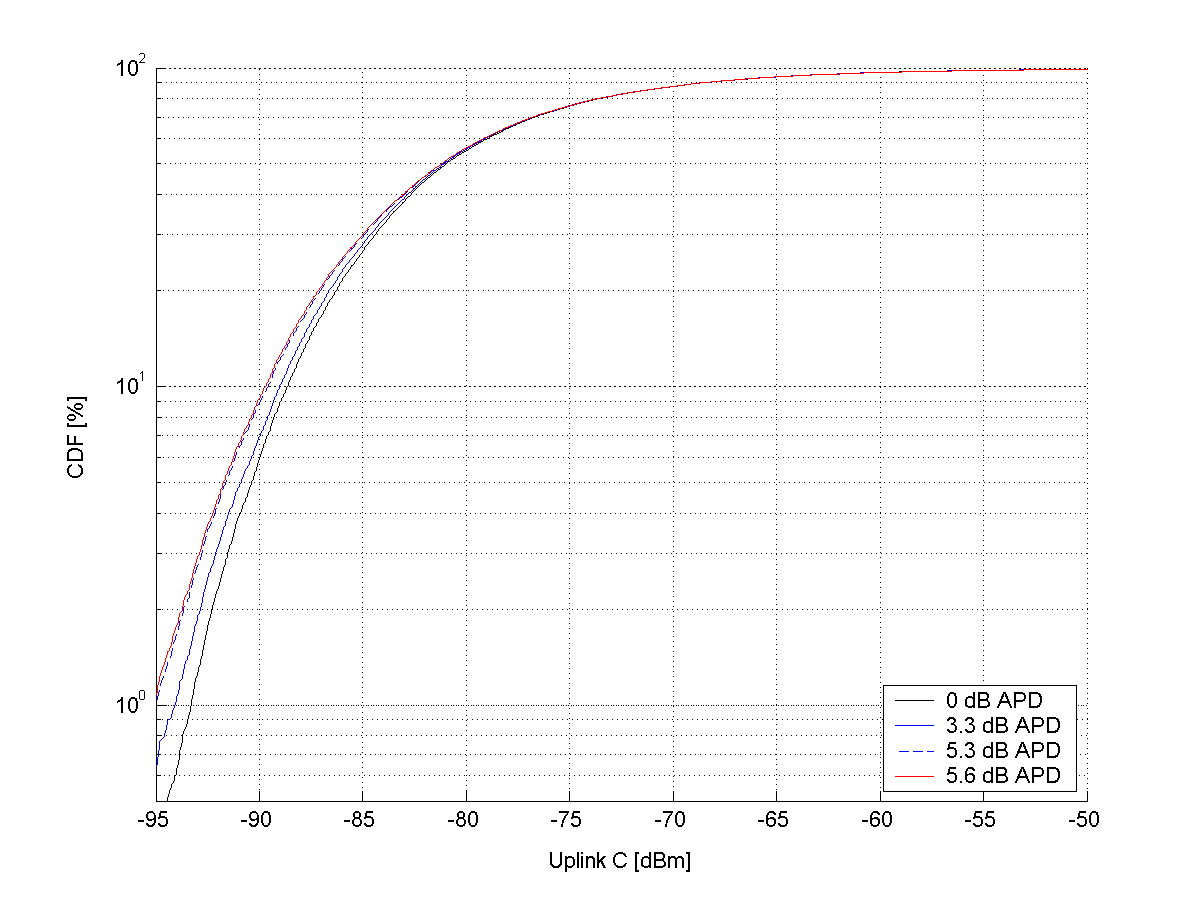 10²
10¹
10⁰
CDF [%]
0 dB APD
3.3 dB APD
5.3 dB APD
5.6 dB APD
-95 -90 -85 -80 -75 -70 -65 -60 -55 -50
Uplink C [dBm]